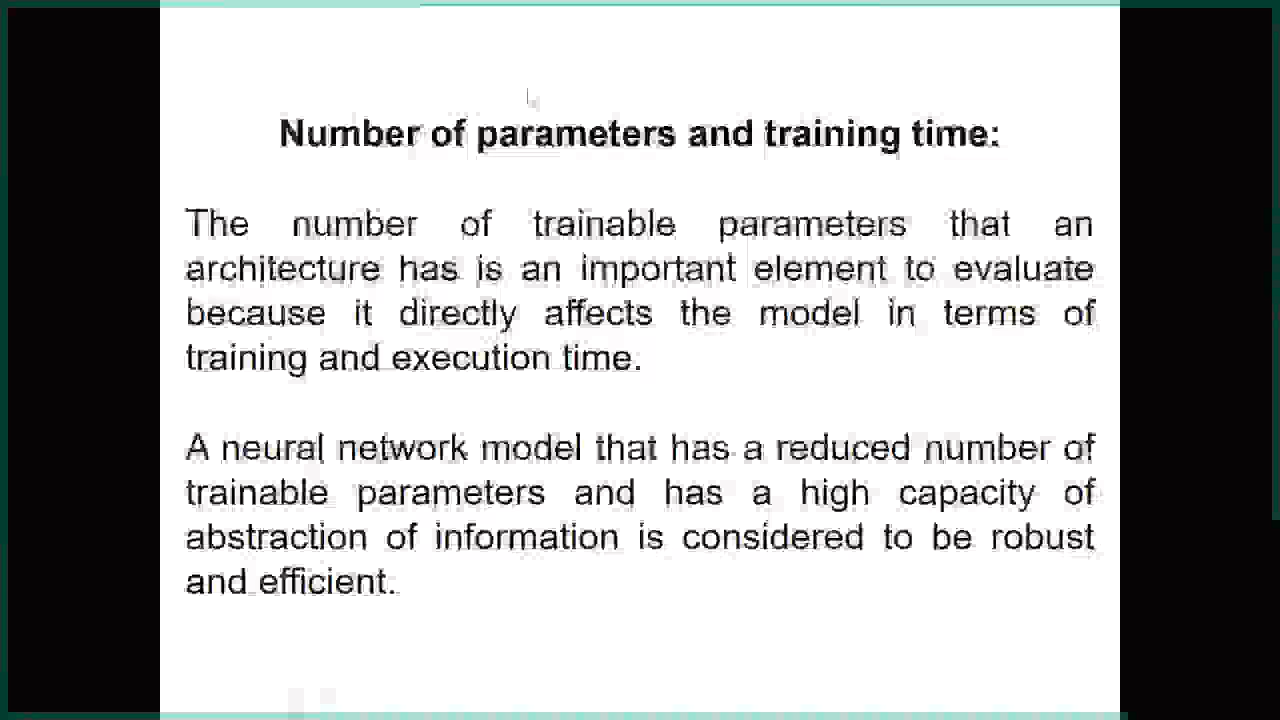 Number of parameters and training time:
The number of trainable parameters that an
architecture has is an important element to evaluate
because it directly affects the model in terms of
training and execution time.
A neural network model that has a reduced number of
trainable parameters and has a high capacity of
abstraction of information is considered to be robust
and efficient.